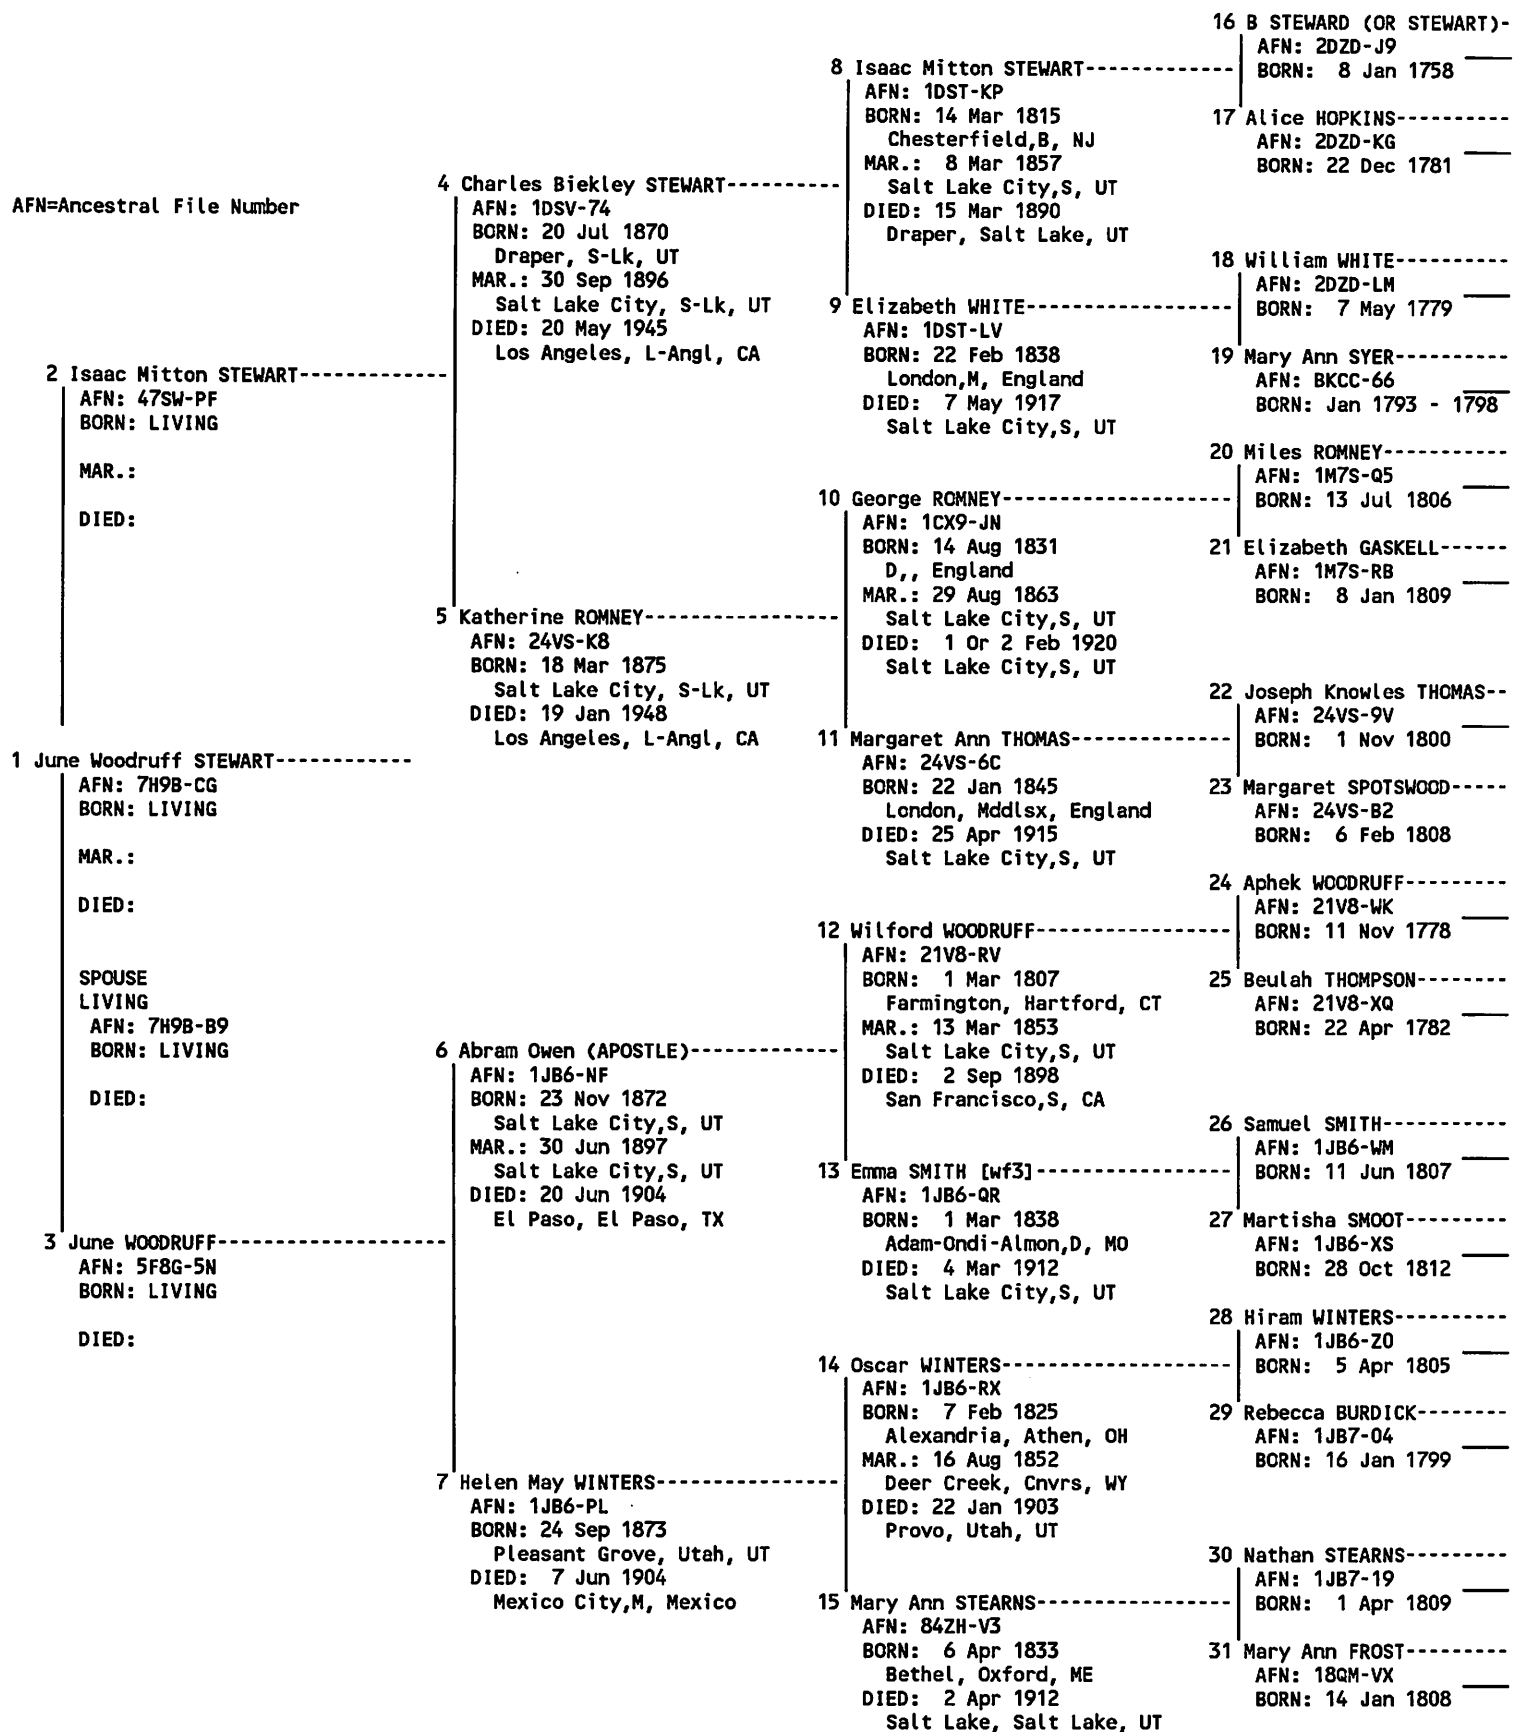 AFN=Ancestral File Number
1 June Woodruff STEWART------------
AFN: 7H9B-CG
BORN: LIVING
MAR.:
DIED:
SPOUSE
LIVING
AFN: 7H9B-B9
BORN: LIVING
DIED:
2 Isaac Mitton STEWART-------------
AFN: 47SW-PF
BORN: LIVING
MAR.:
DIED:
3 June WOODRUFF--------------------
AFN: 5F8G-5N
BORN: LIVING
DIED:
4 Charles Biekley STEWART----------
AFN: 1DSV-74
BORN: 20 Jul 1870
Draper, S-Lk, UT
MAR.: 30 Sep 1896
Salt Lake City, S-Lk, UT
DIED: 20 May 1945
Los Angeles, L-Angl, CA
5 Katherine ROMNEY-----------------
AFN: 24VS-K8
BORN: 18 Mar 1875
Salt Lake City, S-Lk, UT
DIED: 19 Jan 1948
Los Angeles, L-Angl, CA
6 Abram Owen (APOSTLE)-------------
AFN: 1JB6-NF
BORN: 23 Nov 1872
Salt Lake City,S, UT
MAR.: 30 Jun 1897
Salt Lake City,S, UT
DIED: 20 Jun 1904
El Paso, El Paso, TX
7 Helen May WINTERS----------------
AFN: 1JB6-PL
BORN: 24 Sep 1873
Pleasant Grove, Utah, UT
DIED: 7 Jun 1904
Mexico City,M, Mexico
8 Isaac Mitton STEWART-------------
AFN: 1DST-KP
BORN: 14 Mar 1815
Chesterfield,B, NJ
MAR.: 8 Mar 1857
Salt Lake City,S, UT
DIED: 15 Mar 1890
Draper, Salt Lake, UT
9 Elizabeth WHITE------------------
AFN: 1DST-LV
BORN: 22 Feb 1838
London,M, England
DIED: 7 May 1917
Salt Lake City,S, UT
10 George ROMNEY--------------------
AFN: 1CX9-JN
BORN: 14 Aug 1831
D,, England
MAR.: 29 Aug 1863
Salt Lake City,S, UT
DIED: 1 Or 2 Feb 1920
Salt Lake City,S, UT
11 Margaret Ann THOMAS--------------
AFN: 24VS-6C
BORN: 22 Jan 1845
London, Mddlsx, England
DIED: 25 Apr 1915
Salt Lake City,S, UT
12 Wilford WOODRUFF-----------------
AFN: 21V8-RV
BORN: 1 Mar 1807
Farmington, Hartford, CT
MAR.: 13 Mar 1853
Salt Lake City,S, UT
DIED: 2 Sep 1898
San Francisco,S, CA
13 Emma SMITH [wf3]-----------------
AFN: 1JB6-QR
BORN: 1 Mar 1838
Adam-Ondi-Almon,D, MO
DIED: 4 Mar 1912
Salt Lake City,S, UT
14 Oscar WINTERS--------------------
AFN: 1JB6-RX
BORN: 7 Feb 1825
Alexandria, Athen, OH
MAR.: 16 Aug 1852
Deer Creek, Cnvrs, WY
DIED: 22 Jan 1903
Provo, Utah, UT
15 Mary Ann STEARNS-----------------
AFN: 84ZH-V3
BORN: 6 Apr 1833
Bethel, Oxford, ME
DIED: 2 Apr 1912
Salt Lake, Salt Lake, UT
16 B STEWARD (OR STEWART)-
AFN: 2DZD-J9
BORN: 8 Jan 1758
17 Alice HOPKINS----------
AFN: 2DZD-KG
BORN: 22 Dec 1781
18 William WHITE----------
AFN: 2DZD-LM
BORN: 7 May 1779
19 Mary Ann SYER----------
AFN: BKCC-66
BORN: Jan 1793 - 1798
20 Miles ROMNEY-----------
AFN: 1M7S-Q5
BORN: 13 Jul 1806
21 Elizabeth GASKELL------
AFN: 1M7S-RB
BORN: 8 Jan 1809
22 Joseph Knowles THOMAS--
AFN: 24VS-9V
BORN: 1 Nov 1800
23 Margaret SPOTSWOOD-----
AFN: 24VS-B2
BORN: 6 Feb 1808
24 Aphek WOODRUFF---------
AFN: 21V8-WK
BORN: 11 Nov 1778
25 Beulah THOMPSON--------
AFN: 21V8-XQ
BORN: 22 Apr 1782
26 Samuel SMITH-----------
AFN: 1JB6-WM
BORN: 11 Jun 1807
27 Martisha SMOOT---------
AFN: 1JB6-XS
BORN: 28 Oct 1812
28 Hiram WINTERS----------
AFN: 1JB6-Z0
BORN: 5 Apr 1805
29 Rebecca BURDICK--------
AFN: 1JB7-04
BORN: 16 Jan 1799
30 Nathan STEARNS---------
AFN: 1JB7-19
BORN: 1 Apr 1809
31 Mary Ann FROST---------
AFN: 18QM-VX
BORN: 14 Jan 1808